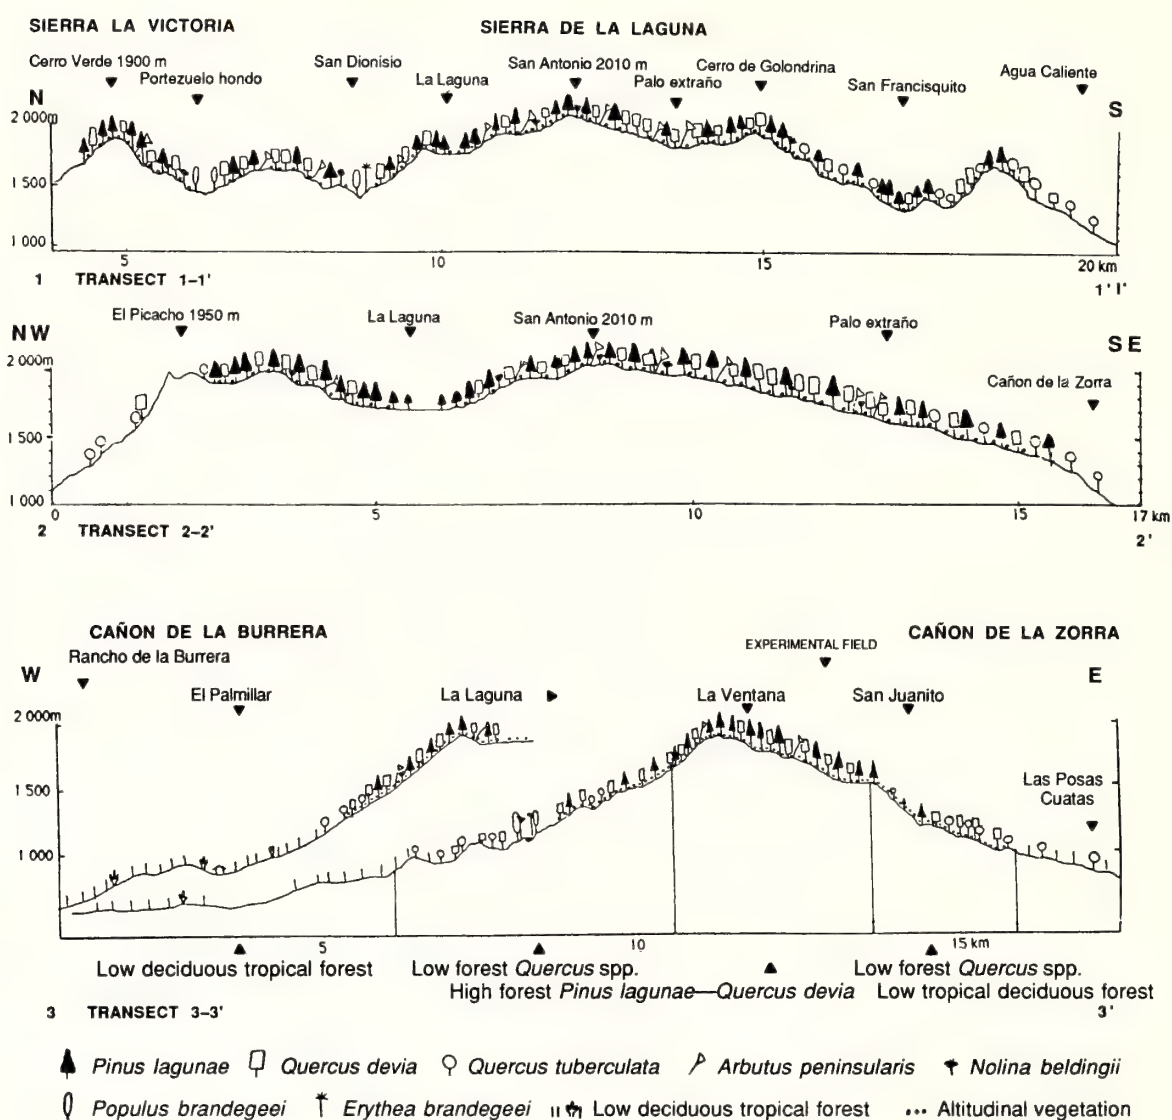 SIERRA LA VICTORIA SIERRA DE LA LAGUNA
Cerro Verde 1900 m Portezuelo hondo San Dionisio La Laguna San Antonio 2010 m Palo extraño Cerro de Golondrina San Francisquito Agua Caliente
N S
2 000m
1 500
1 000
5 10 15 20 km
1 TRANSECT 1–1' 1' 1'
El Picacho 1950 m La Laguna San Antonio 2010 m Palo extraño
NW SE
2 000m
Cañon de la Zorra
1 500
1 000
0 5 10 15 17 km
2 TRANSECT 2–2' 2'
CAÑON DE LA BURRERA EXPERIMENTAL FIELD CAÑON DE LA ZORRA
Rancho de la Burrera
W E
El Palmillar La Laguna La Ventana San Juanito
2 000m
1 500
Las Posas
Cuatas
1 000
5 10 15 km
Low deciduous tropical forest Low forest Quercus spp. Low forest Quercus spp.
High forest Pinus lagunae—Quercus devia Low tropical deciduous forest
3 TRANSECT 3–3' 3'
Pinus lagunae Quercus devia Quercus tuberculata Arbutus peninsularis Nolina beldingii
Populus brandegeei Erythea brandegeei Low deciduous tropical forest Altitudinal vegetation